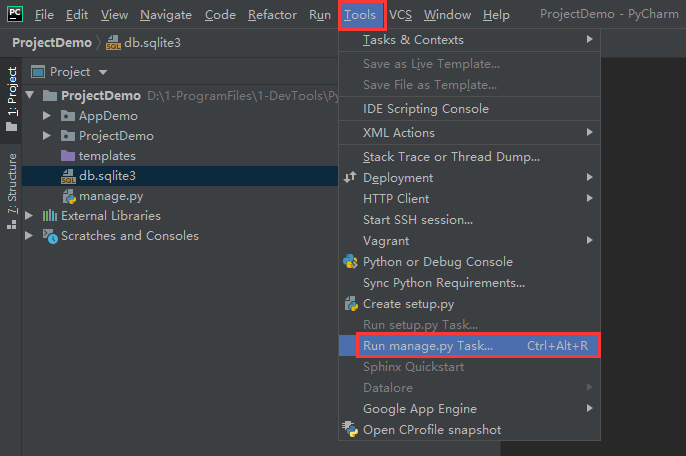 PC File Edit View Navigate Code Refactor Run Tools VCS Window Help ProjectDemo - PyCharm
ProjectDemo db.sqlite3
1: Project
7: Structure
Project
ProjectDemo D:\1-ProgramFiles\1-DevTools\Py
AppDemo
ProjectDemo
templates
db.sqlite3
manage.py
External Libraries
Scratches and Consoles
Tasks & Contexts
Save as Live Template...
Save File as Template...
IDE Scripting Console
XML Actions
Stack Trace or Thread Dump...
Deployment
HTTP Client
Start SSH session...
Vagrant
Python or Debug Console
Sync Python Requirements...
Create setup.py
Run setup.py Task...
Run manage.py Task... Ctrl+Alt+R
Sphinx Quickstart
Datalore
Google App Engine
Open CProfile snapshot